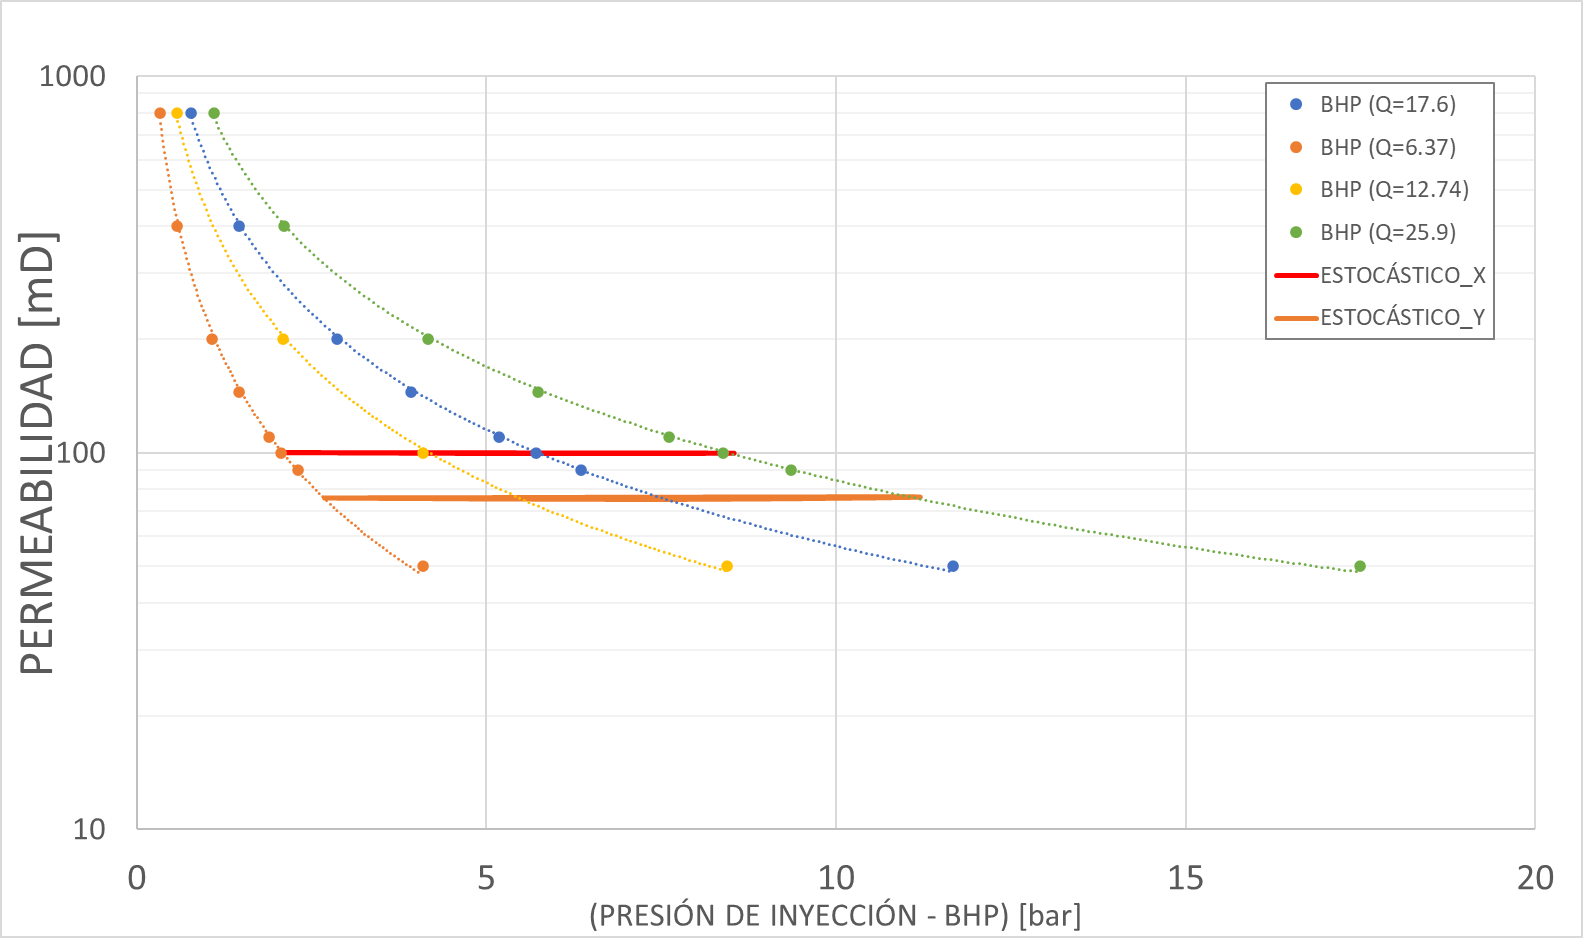 1000
100
10
PERMEABILIDAD [mD]
BHP (Q=17.6)
BHP (Q=6.37)
BHP (Q=12.74)
BHP (Q=25.9)
ESTOCÁSTICO_X
ESTOCÁSTICO_Y
0 5 10 15 20
(PRESIÓN DE INYECCIÓN - BHP) [bar]